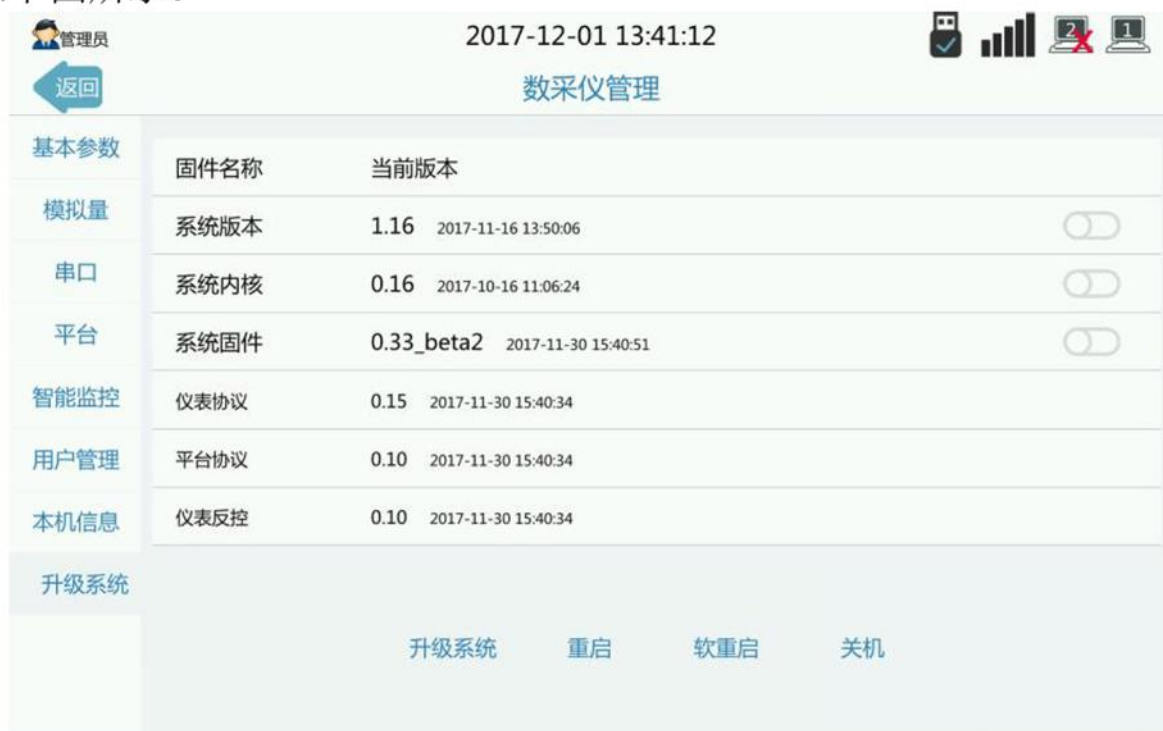 管理员
2017-12-01 13:41:12
2
1
返回
数采仪管理
基本参数
模拟量
串口
平台
智能监控
用户管理
本机信息
升级系统
固件名称 当前版本
系统版本 1.16 2017-11-16 13:50:06
系统内核 0.16 2017-10-16 11:06:24
系统固件 0.33_beta2 2017-11-30 15:40:51
仪表协议 0.15 2017-11-30 15:40:34
平台协议 0.10 2017-11-30 15:40:34
仪表反控 0.10 2017-11-30 15:40:34
升级系统 重启 软重启 关机